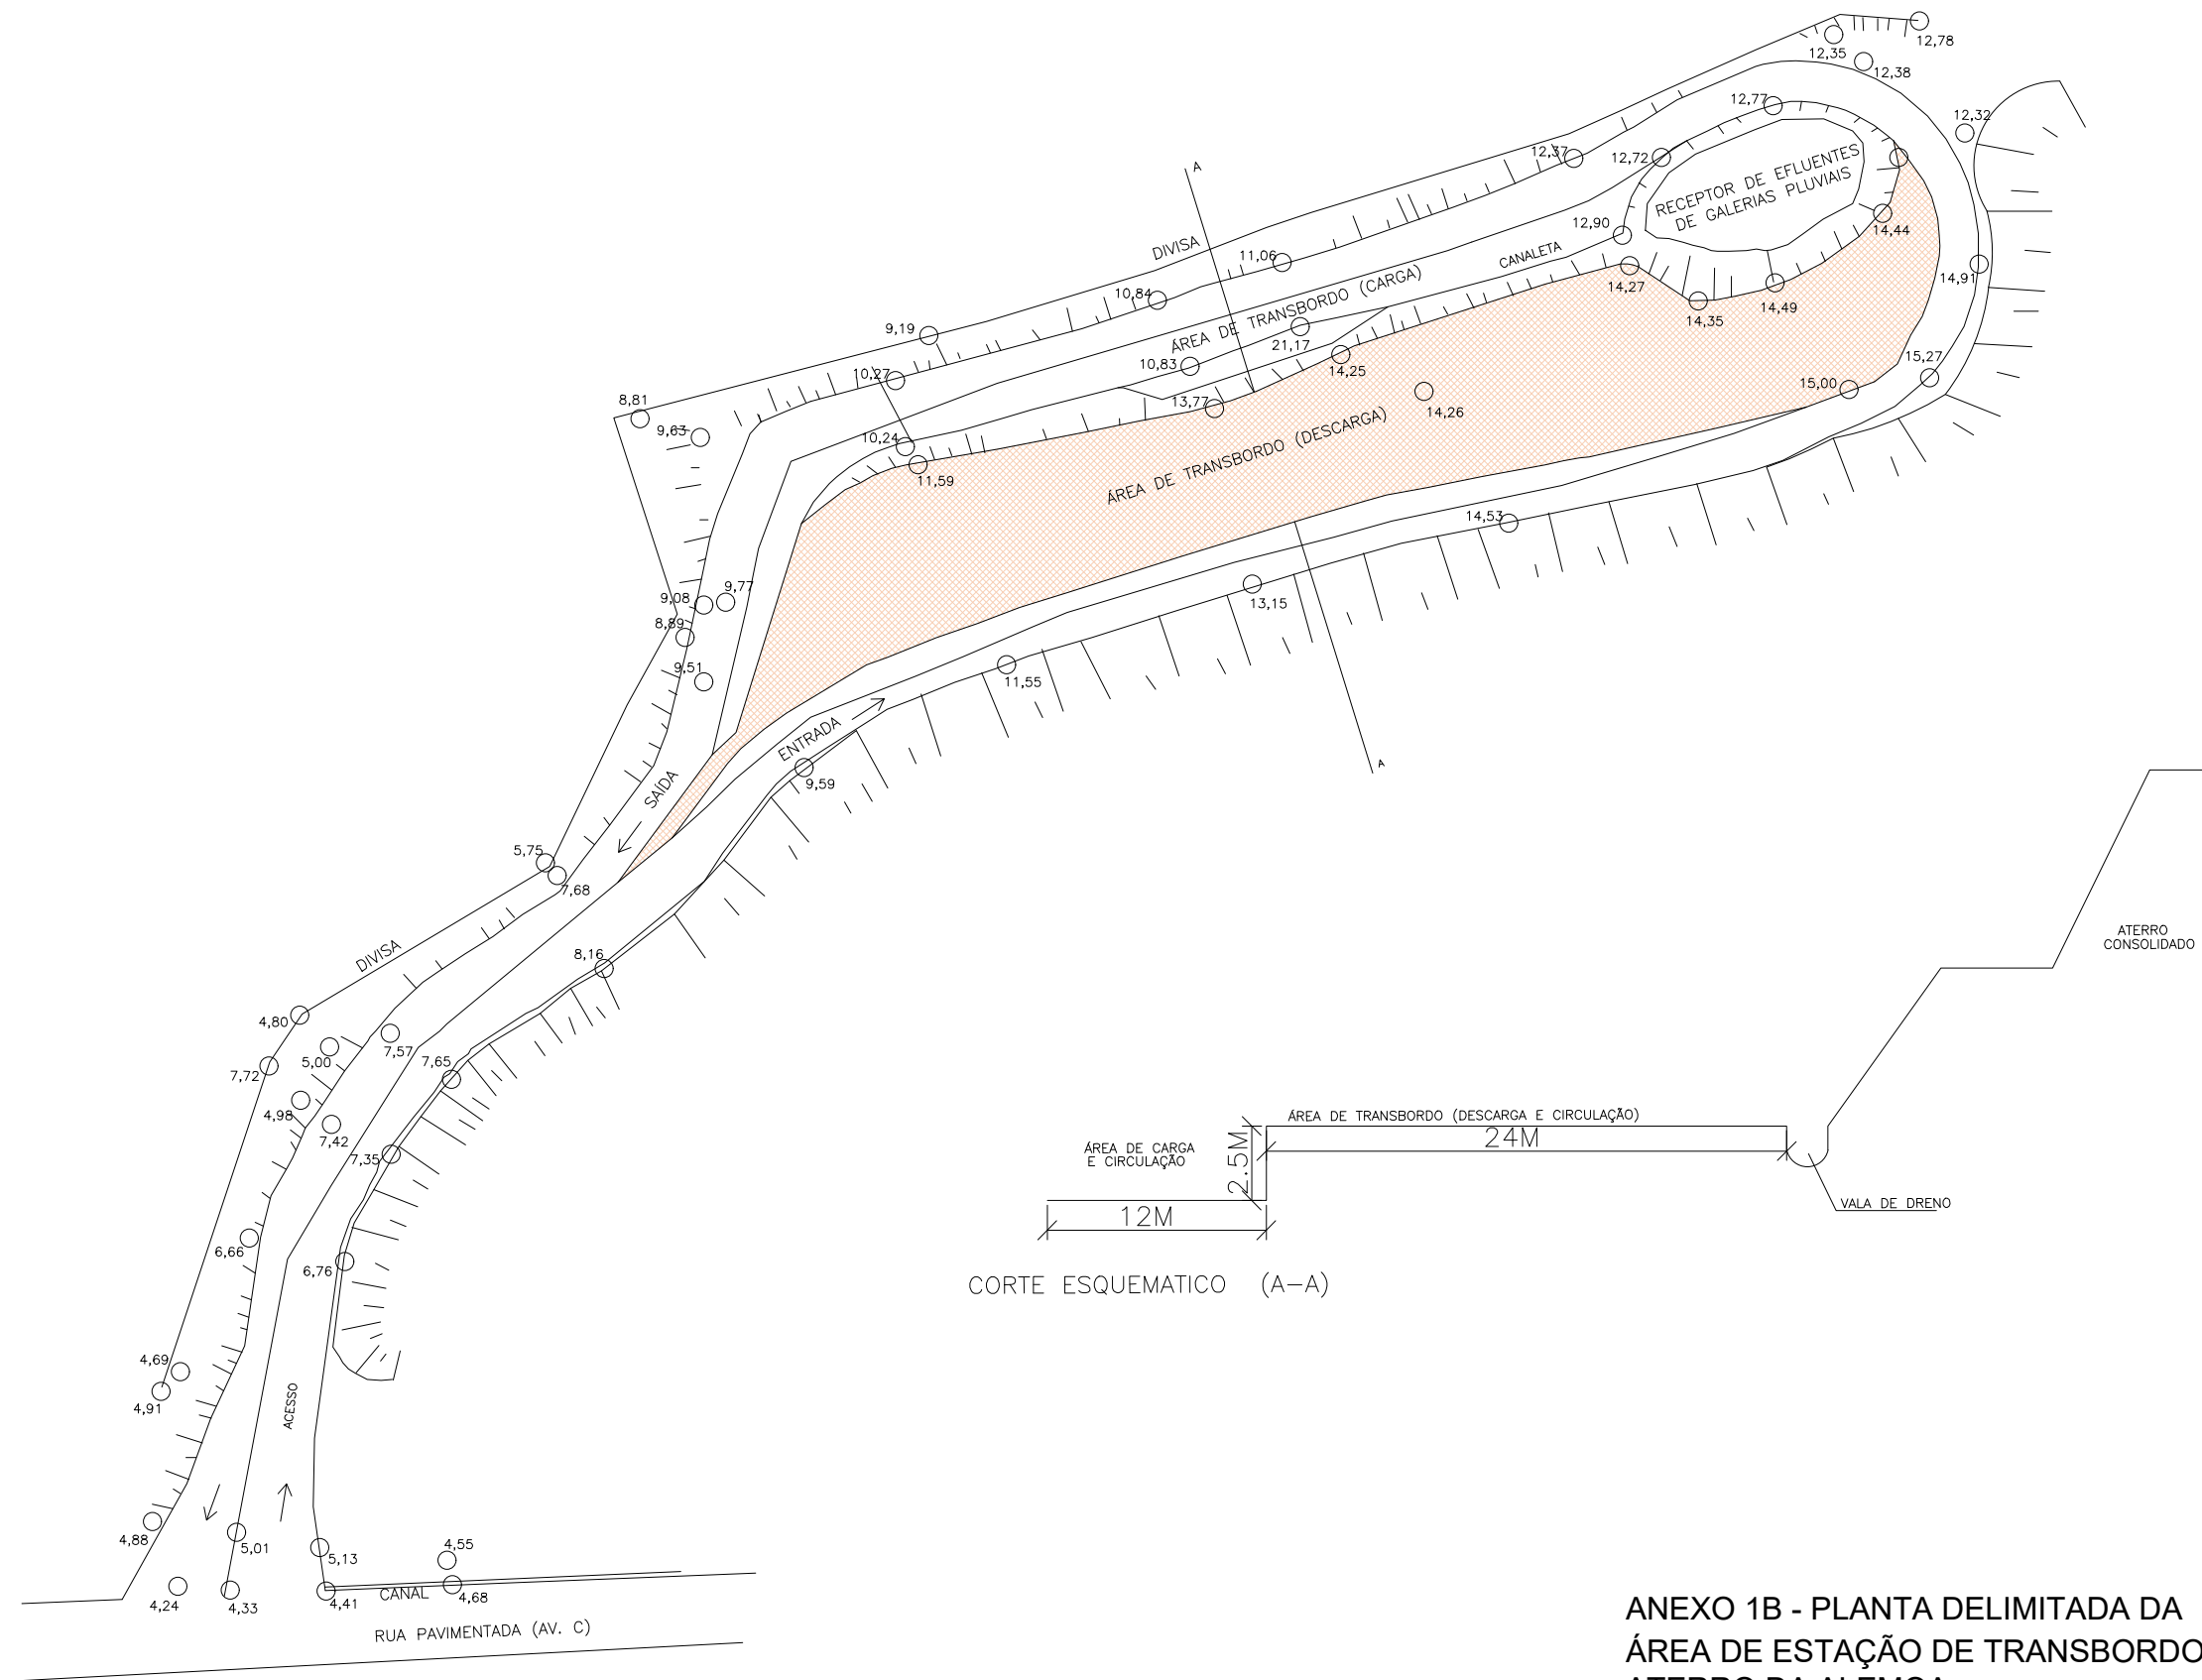 12,78
12,35
12,38
12,77
12,32
A
12,37
12,72
RECEPTOR DE EFLUENTES
DE GALERIAS PLUVIAIS
12,90
14,44
DIVISA
11,06
CANALETA
14,91
10,84
ÁREA DE TRANSBORDO (CARGA)
14,27
14,49
14,35
9,19
21,17
10,83
14,25
15,27
10,27
15,00
8,81
13,77
14,26
9,63
10,24
11,59
ÁREA DE TRANSBORDO (DESCARGA)
14,53
9,77
9,08
13,15
8,89
9,51
11,55
ENTRADA
A
SAÍDA
9,59
5,75
7,68
DIVISA
8,16
ATERRO
CONSOLIDADO
4,80
7,57
5,00
7,65
7,72
4,98
7,42
7,35
ÁREA DE TRANSBORDO (DESCARGA E CIRCULAÇÃO)
24M
ÁREA DE CARGA
E CIRCULAÇÃO
2.5M
12M
VALA DE DRENO
6,66
6,76
CORTE ESQUEMATICO (A-A)
4,69
4,91
ACESSO
4,88
5,01
5,13
4,55
4,24
4,33
4,41
CANAL
4,68
RUA PAVIMENTADA (AV. C)
ANEXO 1B - PLANTA DELIMITADA DA
ÁREA DE ESTAÇÃO DE TRANSBORDO
ATERRO DA ALEMOA